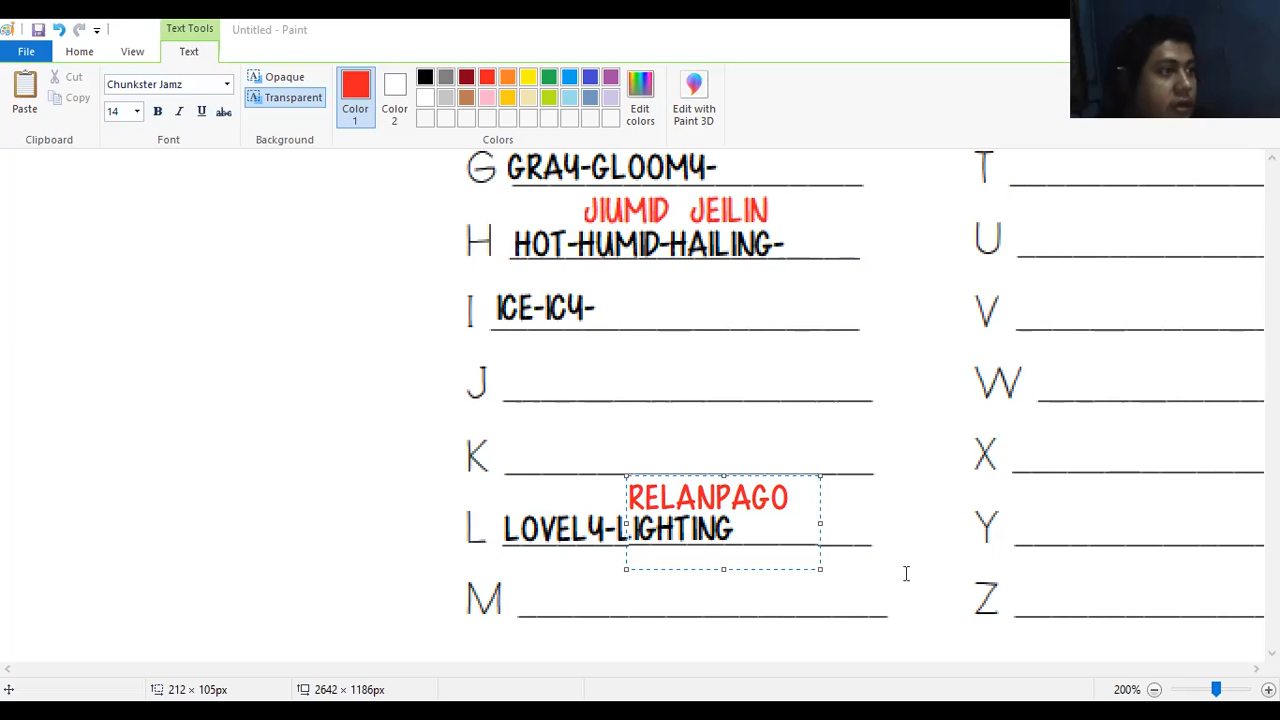 Text Tools Untitled - Paint
File Home View Text
Paste Cut Copy Clipboard
Chunkster Jamz 14 B I U abc Font
Opaque Transparent Background
Color 1 Color 2 Edit colors Colors
Edit with Paint 3D
G GRAY-GLOOMY-
JIUMID JEILIN
H HOT-HUMID-HAILING-
I ICE-ICY-
J
K
RELANPAGO
L LOVELY-LIGHTING
M
T
U
V
W
X
Y
Z
212 × 105px 2642 × 1186px 200%